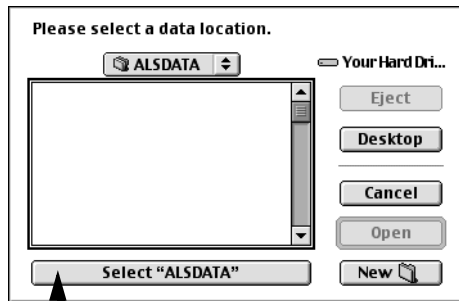 Please select a data location.
ALSDATA
Your Hard Dri...
Eject
Desktop
Cancel
Open
Select “ALSDATA”
New